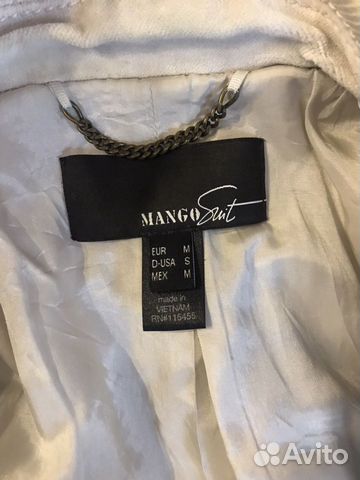 MANGO Suit
EUR M
D-USA S
MEX M
made in
VIETNAM
RN#116455
Avito